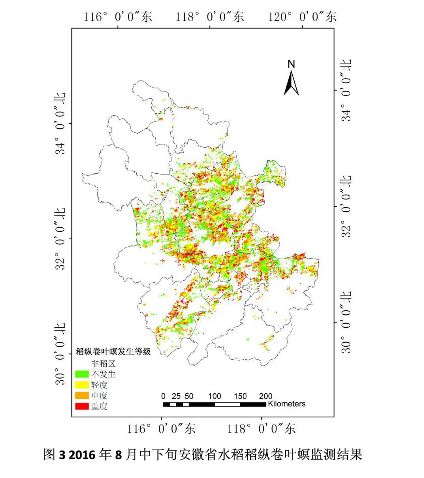 116° 0'0"东 118° 0'0"东 120° 0'0"东
34° 0'0"北
34° 0'0"北
N
32° 0'0"北
32° 0'0"北
30° 0'0"北
30° 0'0"北
稻纵卷叶螟发生等级
非稻区
不发生
轻度
中度
重度
0 25 50 100 150 200
Kilometers
116° 0'0"东 118° 0'0"东
图 3 2016 年 8 月中下旬安徽省水稻稻纵卷叶螟监测结果